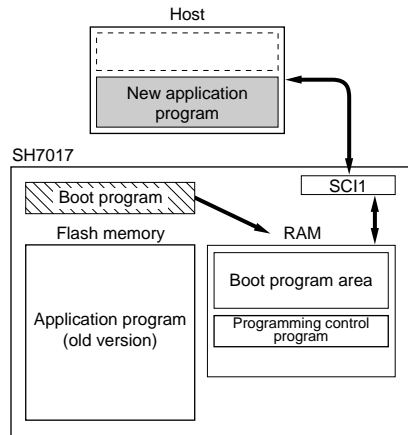 Host
New application
program
SH7017
SCI1
Boot program
Flash memory
RAM
Boot program area
Application program
(old version)
Programming control
program